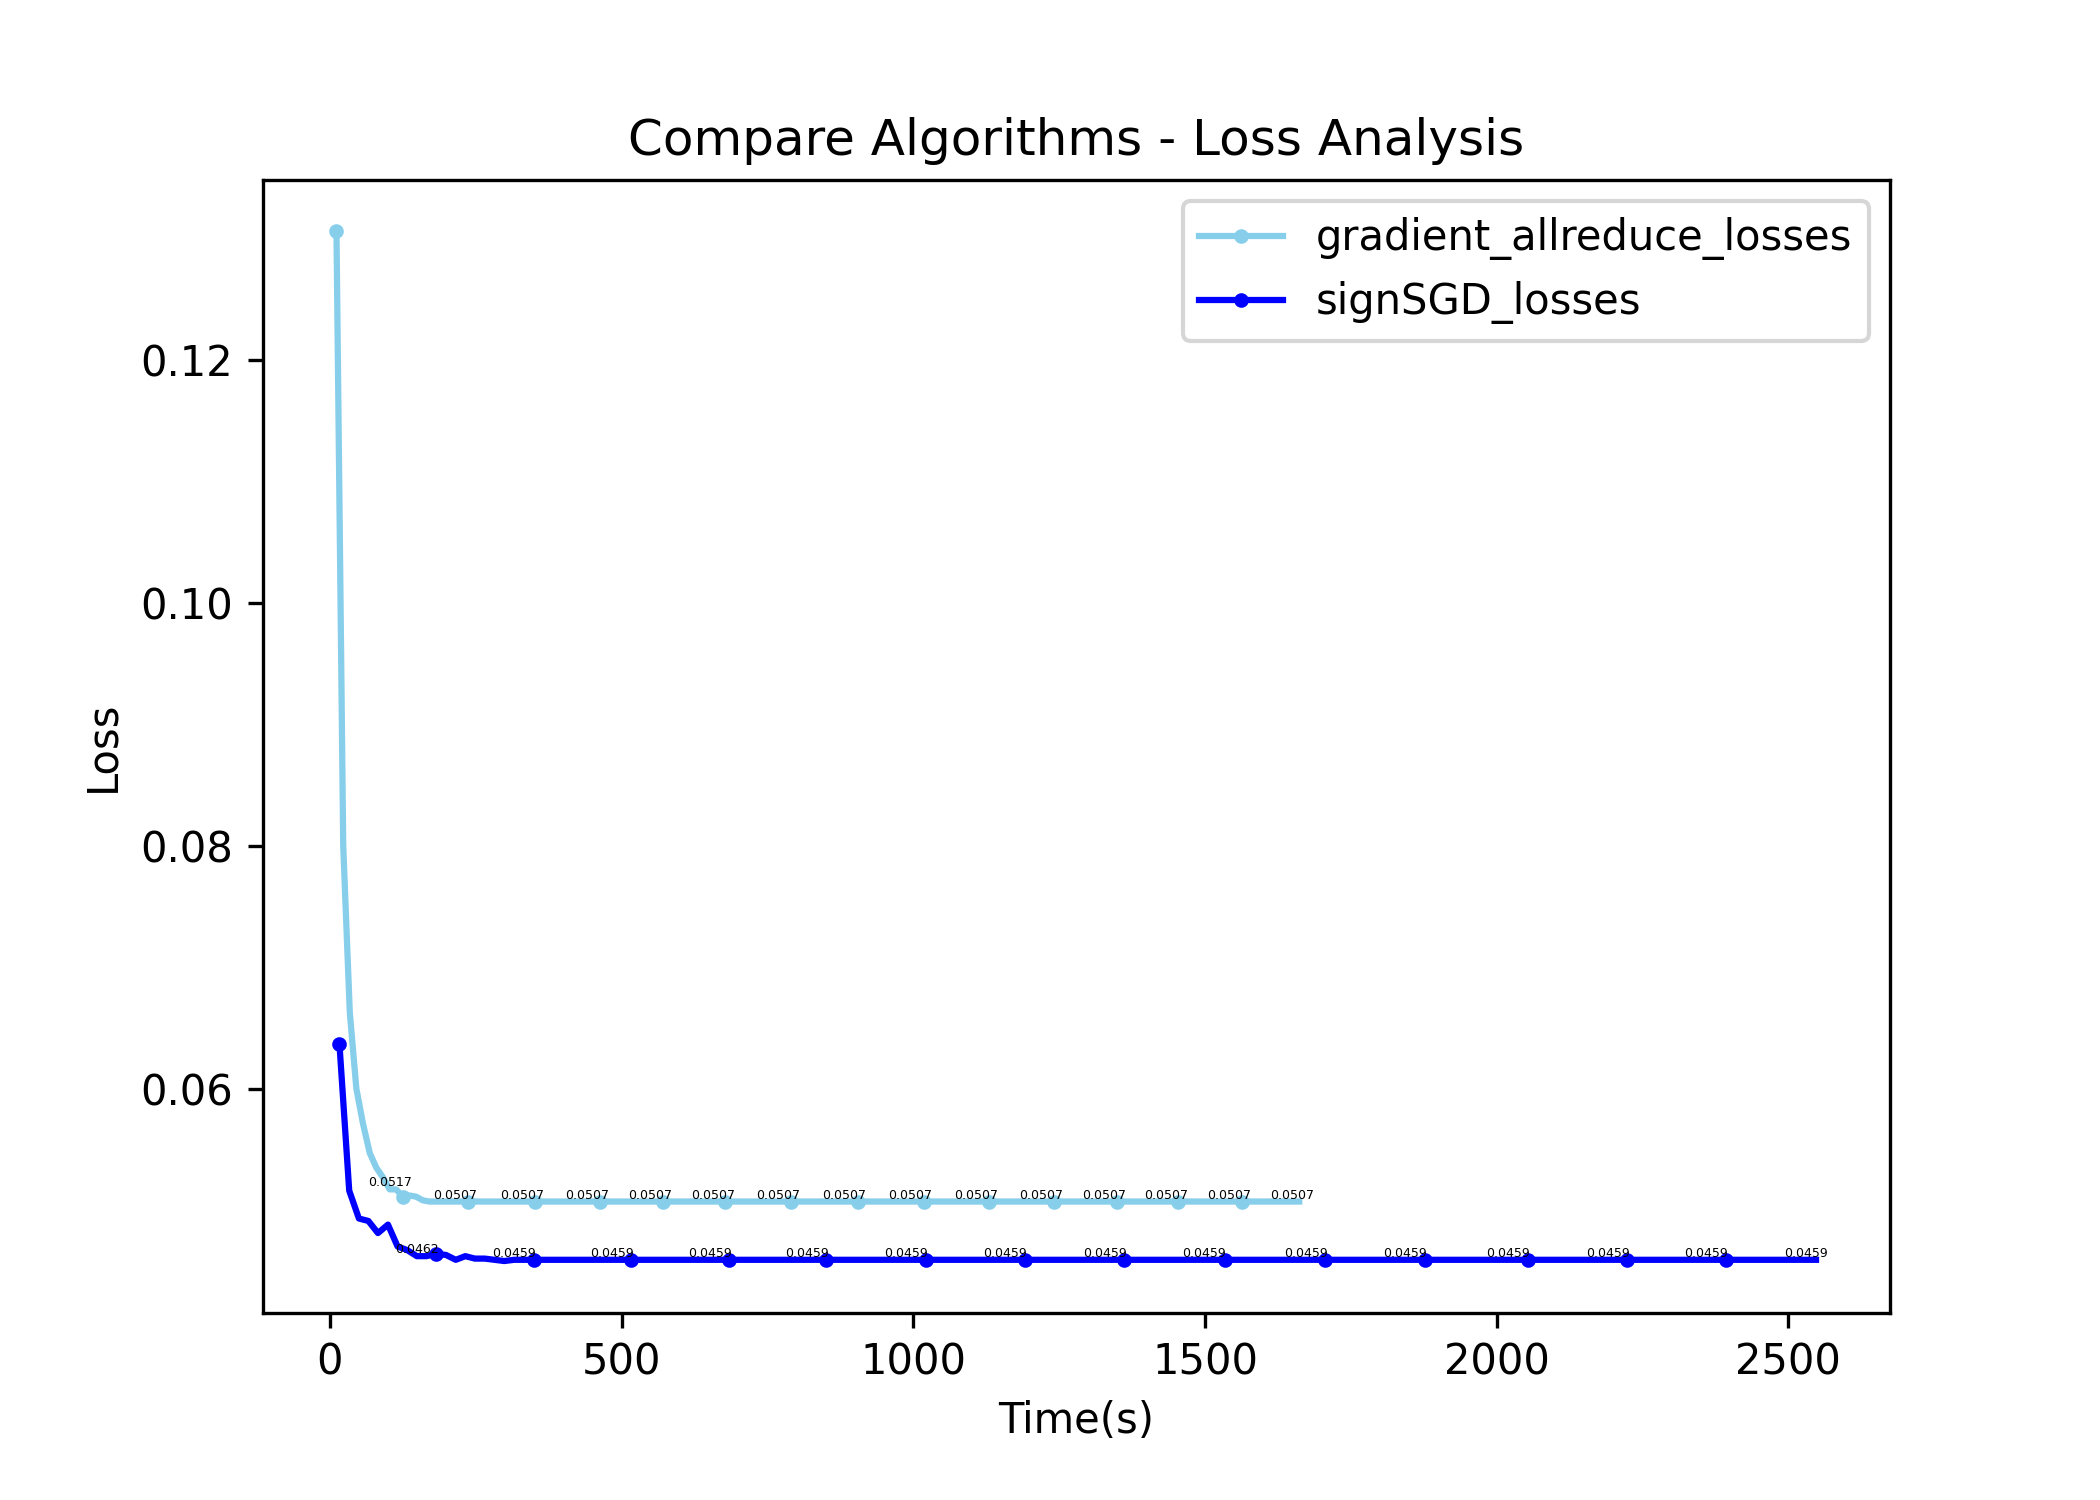 Compare Algorithms - Loss Analysis
gradient_allreduce_losses
signSGD_losses
0.12
0.10
0.08
0.06
Loss
0.0517
0.0507 0.0507 0.0507 0.0507 0.0507 0.0507 0.0507 0.0507 0.0507 0.0507 0.0507 0.0507 0.0507 0.0507
0.0462
0.0459 0.0459 0.0459 0.0459 0.0459 0.0459 0.0459 0.0459 0.0459 0.0459 0.0459 0.0459 0.0459 0.0459
0 500 1000 1500 2000 2500
Time(s)